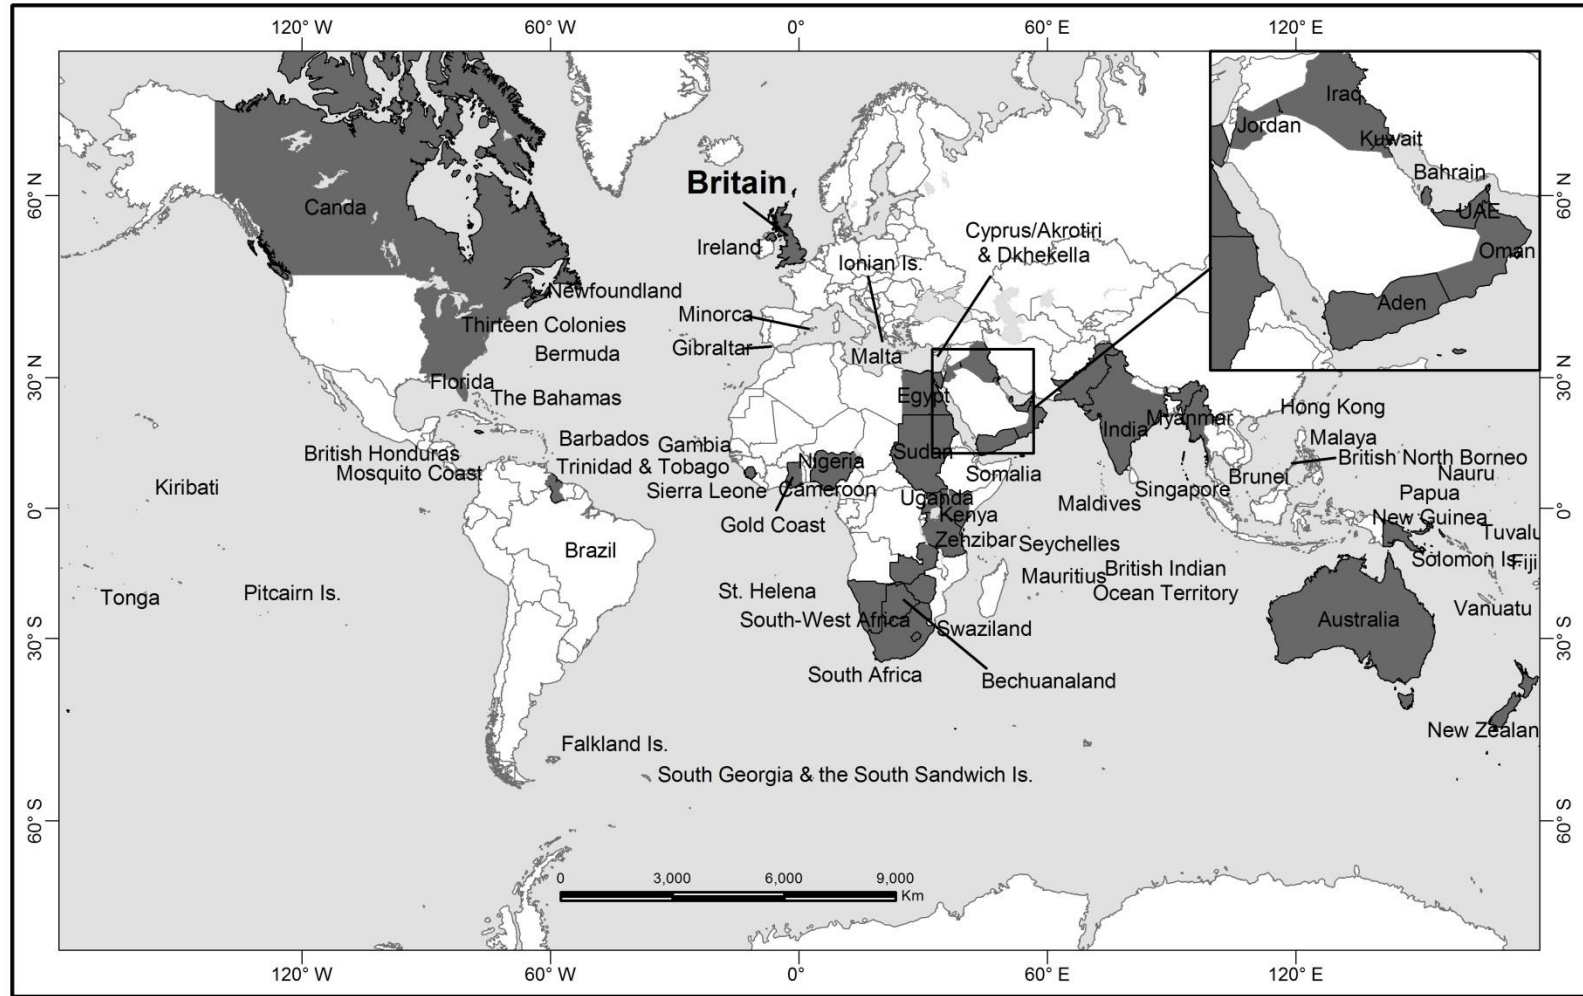 120° W
60° W
0°
60° E
120° E
60° N
30° N
0°
30° S
60° S
60° N
30° N
0°
30° S
60° S
Iraq
Jordan
Kuwait
Bahrain
UAE
Oman
Aden
Britain
Canda
Ireland
Cyprus/Akrotiri
& Dkhekella
Ionian Is.
Newfoundland
Minorca
Thirteen Colonies
Gibraltar
Bermuda
Malta
Florida
The Bahamas
Egypt
Hong Kong
India
Myanmar
Barbados
Gambia
Malaya
British Honduras
Sudan
British North Borneo
Mosquito Coast
Trinidad & Tobago
Nigeria
Somalia
Brunei
Nauru
Kiribati
Sierra Leone
Cameroon
Uganda
Maldives
Singapore
Papua
New Guinea
Gold Coast
Kenya
Tuvalu
Brazil
Zehzibar
Seychelles
Solomon Is.
Fiji
Mauritius
British Indian
Ocean Territory
Tonga
Pitcairn Is.
St. Helena
Vanuatu
South-West Africa
Swaziland
Australia
South Africa
Bechuanaland
New Zealan
Falkland Is.
South Georgia & the South Sandwich Is.
0
3,000
6,000
9,000
Km
120° W
60° W
0°
60° E
120° E